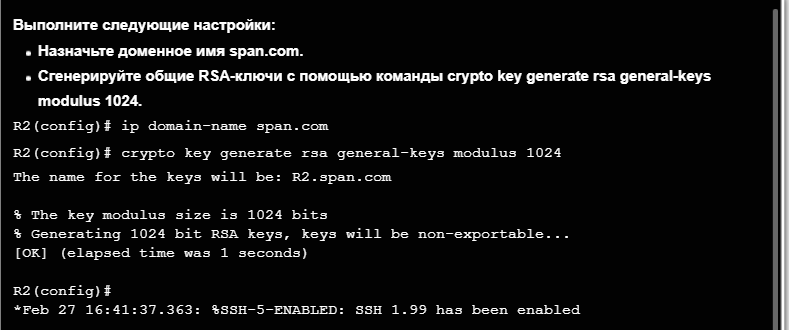 Выполните следующие настройки:
• Назначьте доменное имя span.com.
• Сгенерируйте общие RSA-ключи с помощью команды crypto key generate rsa general-keys
modulus 1024.
R2(config)# ip domain-name span.com
R2(config)# crypto key generate rsa general-keys modulus 1024
The name for the keys will be: R2.span.com
% The key modulus size is 1024 bits
% Generating 1024 bit RSA keys, keys will be non-exportable...
[OK] (elapsed time was 1 seconds)
R2(config)#
*Feb 27 16:41:37.363: %SSH-5-ENABLED: SSH 1.99 has been enabled